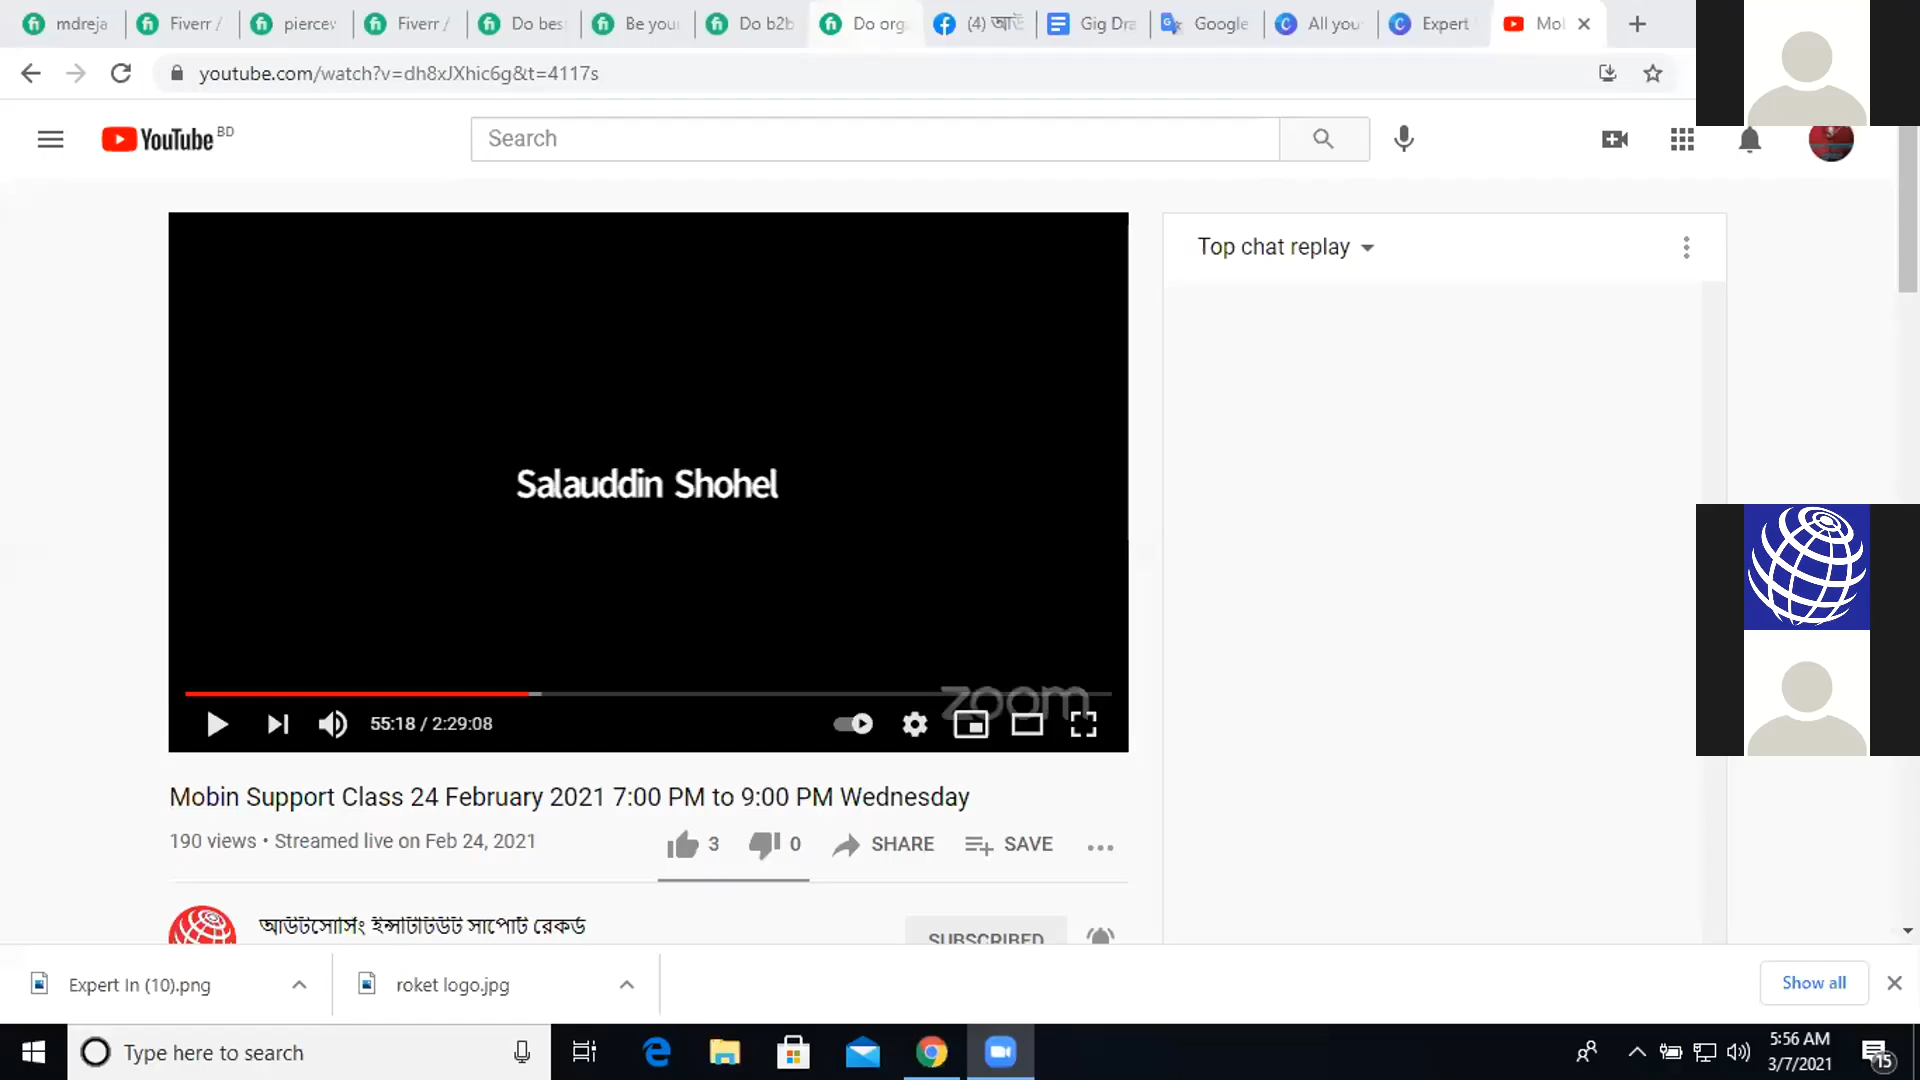 mdreja
Fiverr /
piercev
Fiverr /
Do bes
Be you
Do b2b
Do org
(4) আউ
Gig Dra
Google
All you
Expert
Mo
youtube.com/watch?v=dh8xJXhic6g&t=4117s
YouTube BD
Search
Top chat replay
Salauddin Shohel
zoom
55:18 / 2:29:08
Mobin Support Class 24 February 2021 7:00 PM to 9:00 PM Wednesday
190 views • Streamed live on Feb 24, 2021
3
0
SHARE
SAVE
আউটসোর্সিং ইন্সটিটিউট সাপোর্ট রেকর্ড
SUBSCRIBED
Expert In (10).png
roket logo.jpg
Show all
Type here to search
5:56 AM
3/7/2021
15